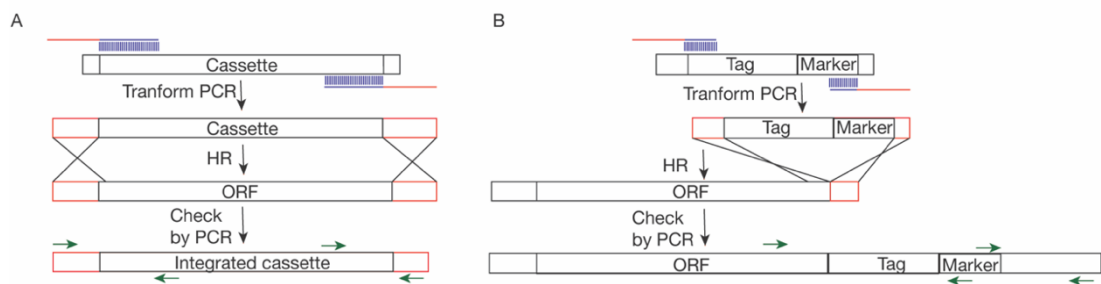 A
Cassette
Tranform PCR
Cassette
HR
ORF
Check
by PCR
Integrated cassette
B
Tag Marker
Tranform PCR
Tag Marker
HR
ORF
Check
by PCR
ORF Tag Marker